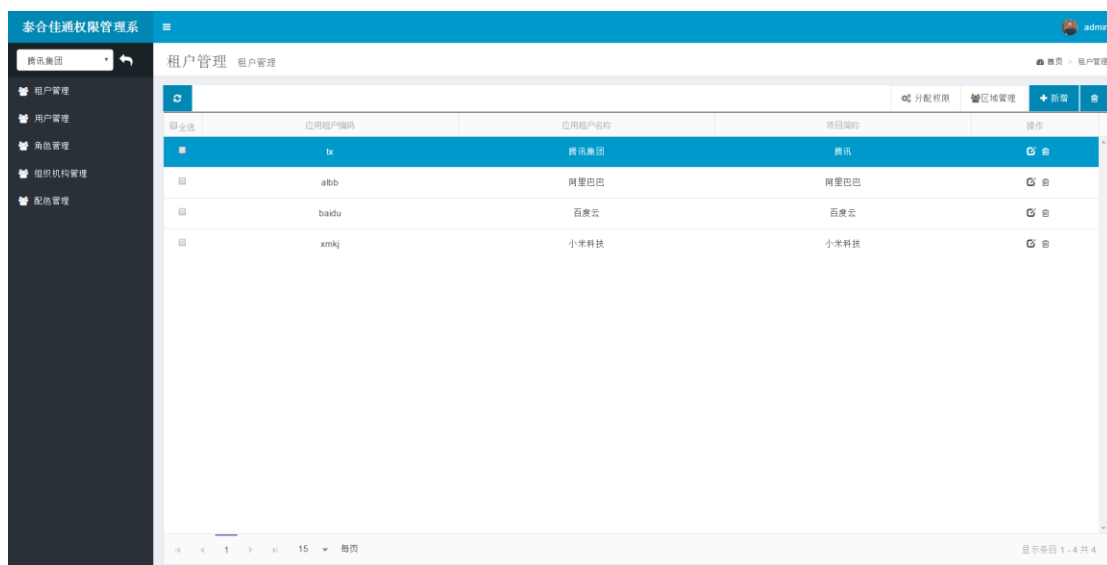 泰合佳通权限管理系
admin
腾讯集团
租户管理 租户管理
首页 > 租户管理
租户管理
用户管理
角色管理
组织机构管理
配色管理
分配权限 区域管理 新增
全选 应用租户编码 应用租户名称 项目简称 操作
tx 腾讯集团 腾讯
albb 阿里巴巴 阿里巴巴
baidu 百度云 百度云
xmkj 小米科技 小米科技
1 15 每页
显示条目 1 - 4 共 4